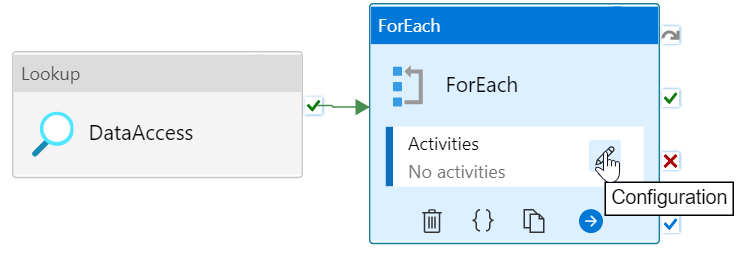 Lookup
DataAccess
ForEach
ForEach
Activities
No activities
Configuration